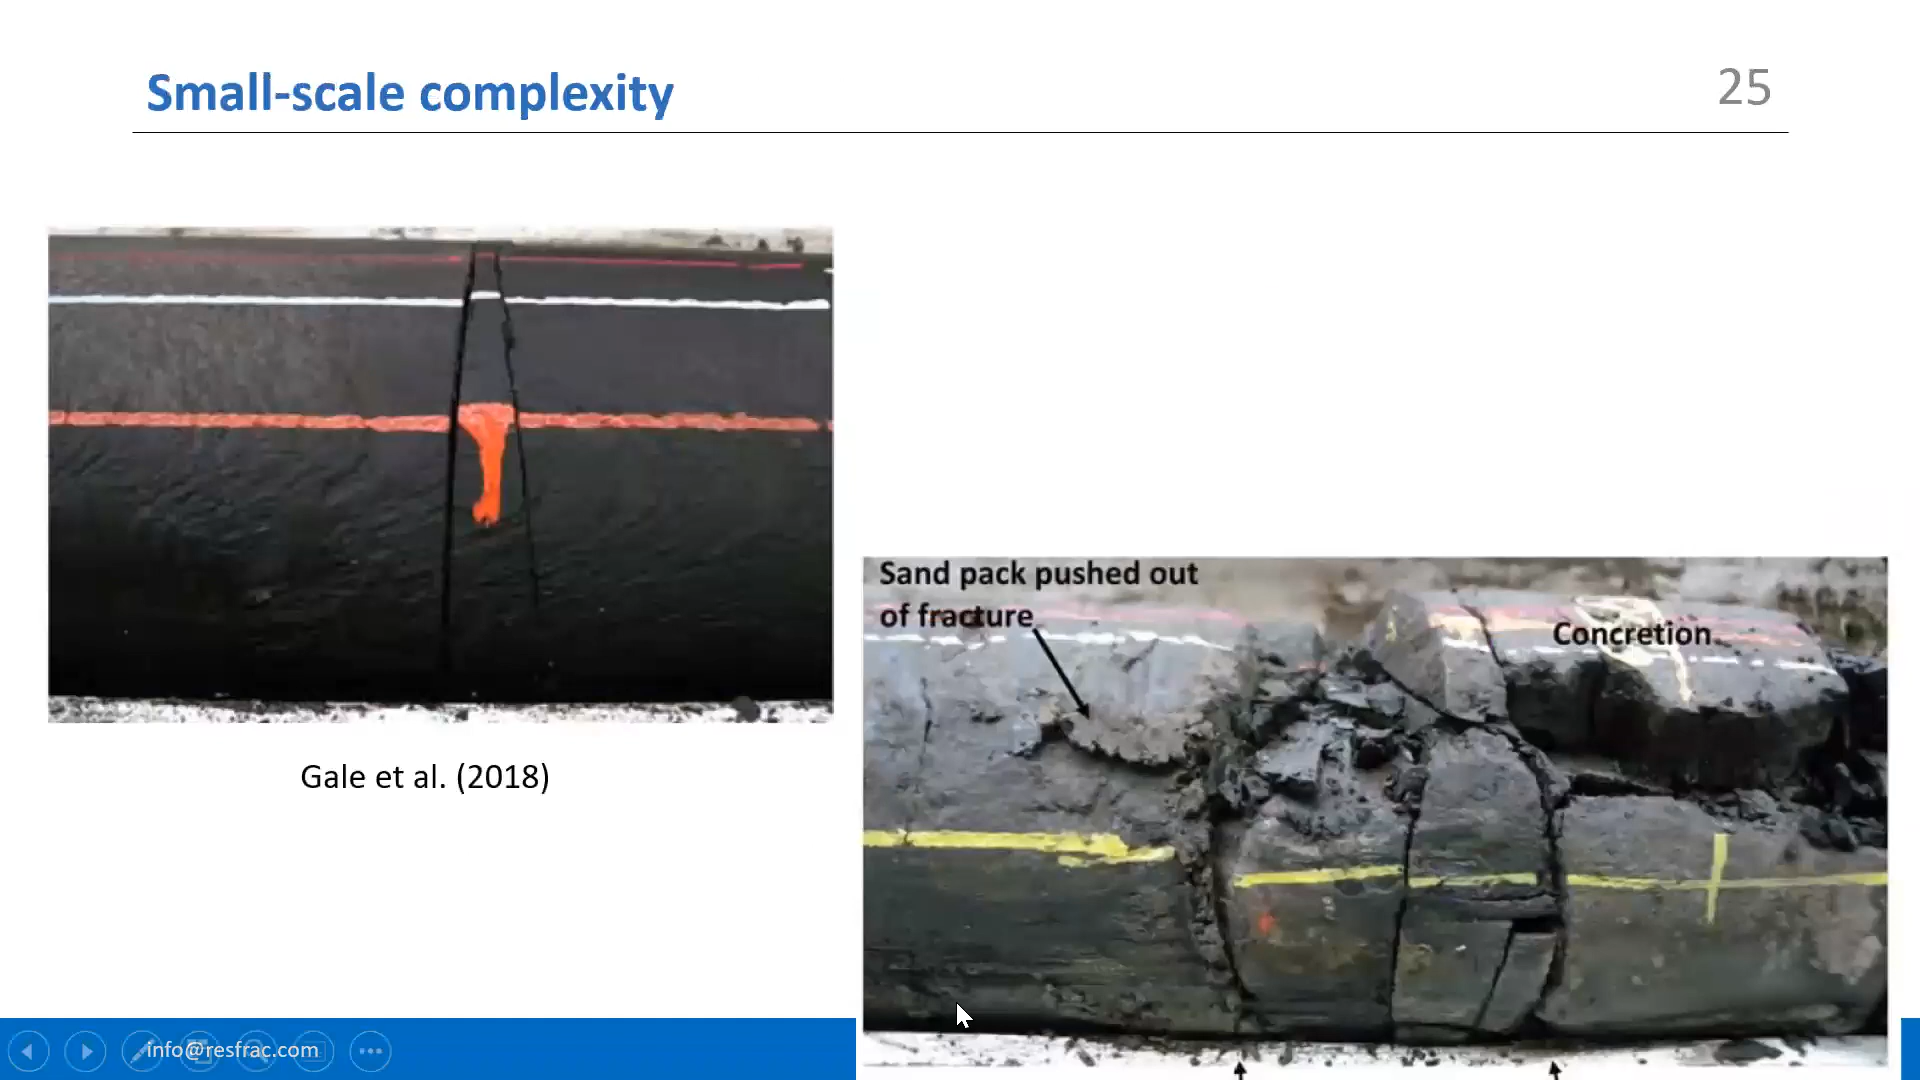 Small-scale complexity
25
Sand pack pushed out
of fracture
Concretion
Gale et al. (2018)
info@resfrac.com